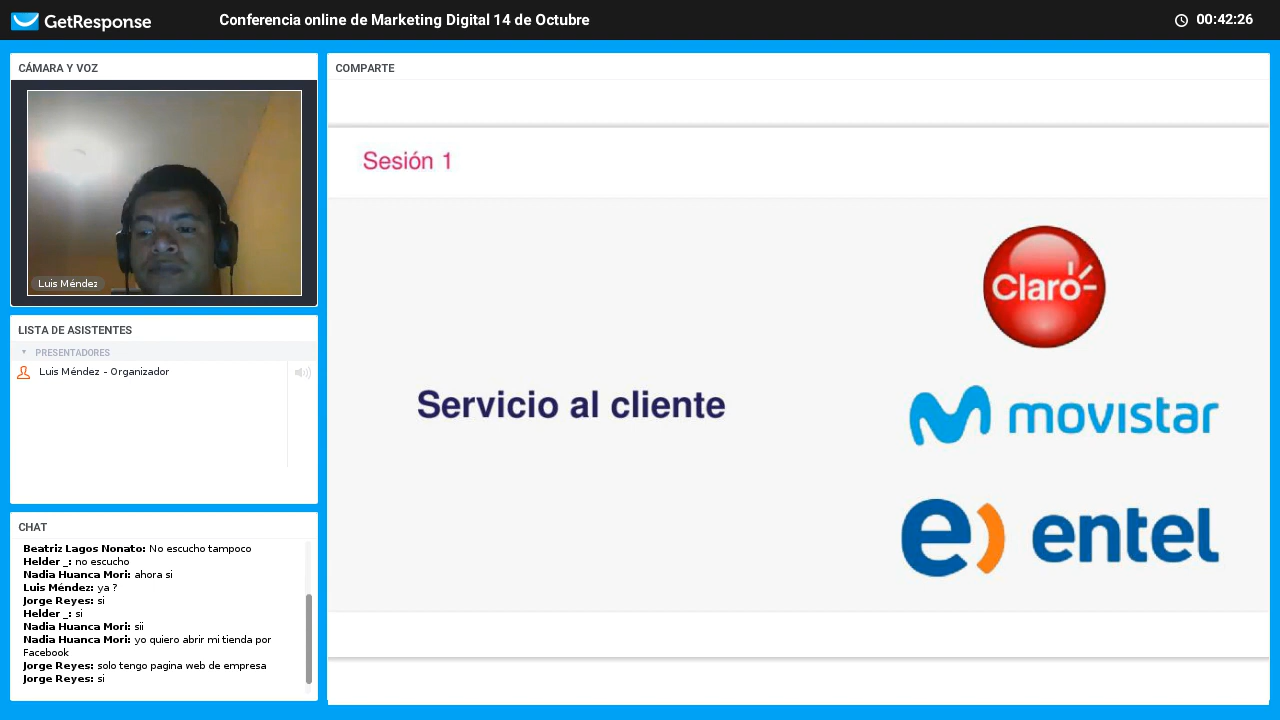 GetResponse
Conferencia online de Marketing Digital 14 de Octubre
00:42:26
CÁMARA Y VOZ
Luis Méndez
LISTA DE ASISTENTES
PRESENTADORES
Luis Méndez - Organizador
CHAT
Beatriz Lagos Nonato: No escucho tampoco
Helder _: no escucho
Nadia Huanca Mori: ahora si
Luis Méndez: ya ?
Jorge Reyes: si
Helder _: si
Nadia Huanca Mori: sii
Nadia Huanca Mori: yo quiero abrir mi tienda por
Facebook
Jorge Reyes: solo tengo pagina web de empresa
Jorge Reyes: si
COMPARTE
Sesión 1
Servicio al cliente
Claro
movistar
entel